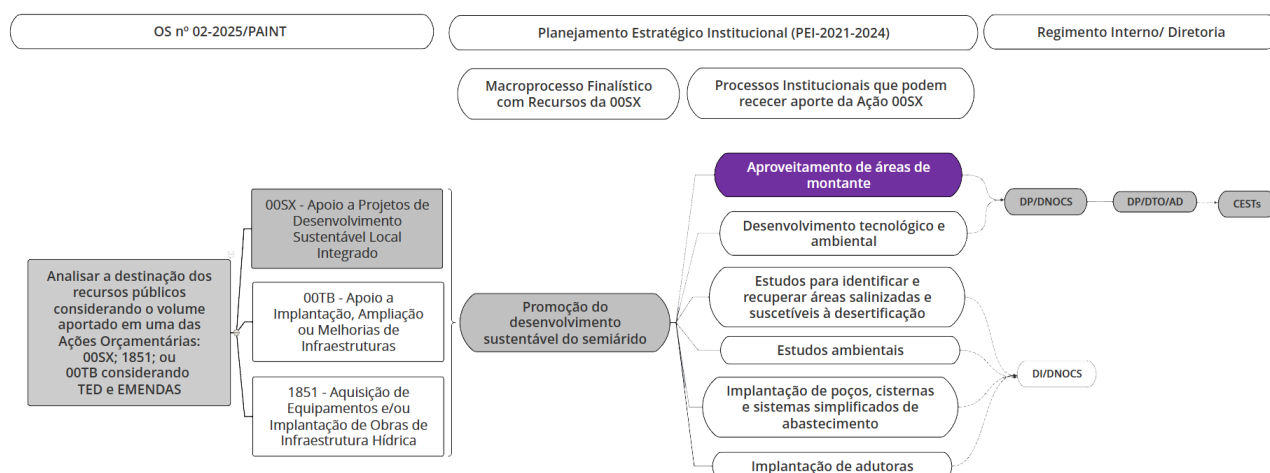 OS nº 02-2025/PAINT
Planejamento Estratégico Institucional (PEI-2021-2024)
Regimento Interno/ Diretoria
Macroprocesso Finalístico
com Recursos da 00SX
Processos Institucionais que podem
rececer aporte da Ação 00SX
Analisar a destinação dos
recursos públicos
considerando o volume
aportado em uma das
Ações Orçamentárias:
00SX; 1851; ou
00TB considerando
TED e EMENDAS
00SX - Apoio a Projetos de
Desenvolvimento
Sustentável Local
Integrado
00TB - Apoio a
Implantação, Ampliação
ou Melhorias de
Infraestruturas
1851 - Aquisição de
Equipamentos e/ou
Implantação de Obras de
Infraestrutura Hídrica
Promoção do
desenvolvimento
sustentável do semiárido
Aproveitamento de áreas de
montante
Desenvolvimento tecnológico e
ambiental
Estudos para identificar e
recuperar áreas salinizadas e
suscetíveis à desertificação
Estudos ambientais
Implantação de poços, cisternas
e sistemas simplificados de
abastecimento
Implantação de adutoras
DP/DNOCS
DP/DTO/AD
CESTs
DI/DNOCS